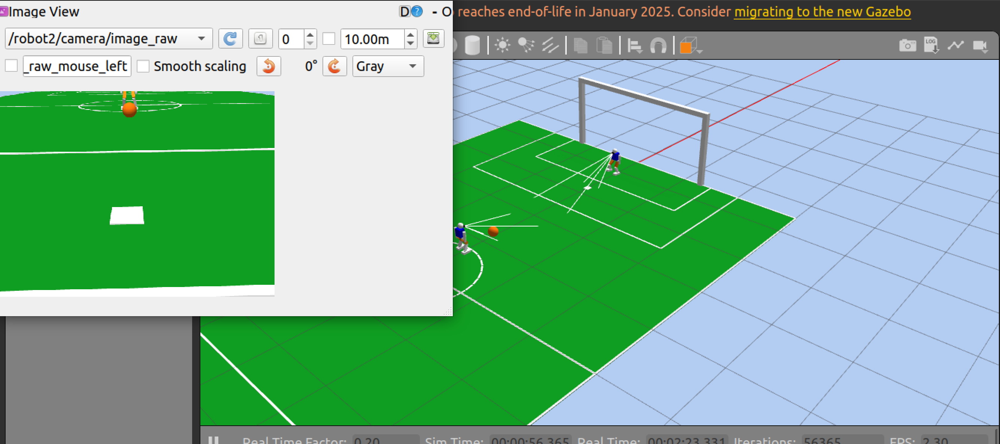 Image View D ? - O
reaches end-of-life in January 2025. Consider migrating to the new Gazebo
/robot2/camera/image_raw 1 0 10.00m
LOG
_raw_mouse_left Smooth scaling 0° Gray
Real Time Factor: 0.20 Sim Time: 00:00:56.365 Real Time: 00:02:23.331 Iterations: 56365 FPS: 2.30